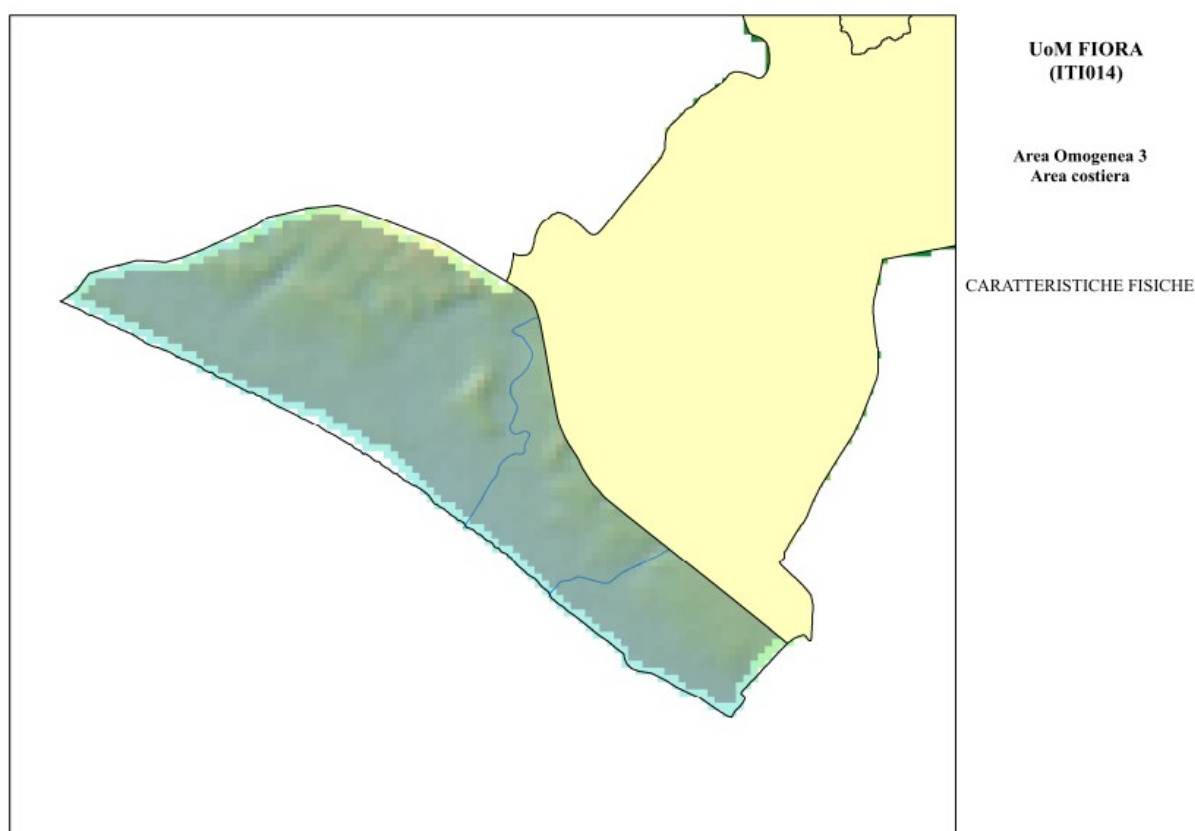 UoM FIORA
(ITI014)
Area Omogenea 3
Area costiera
CARATTERISTICHE FISICHE